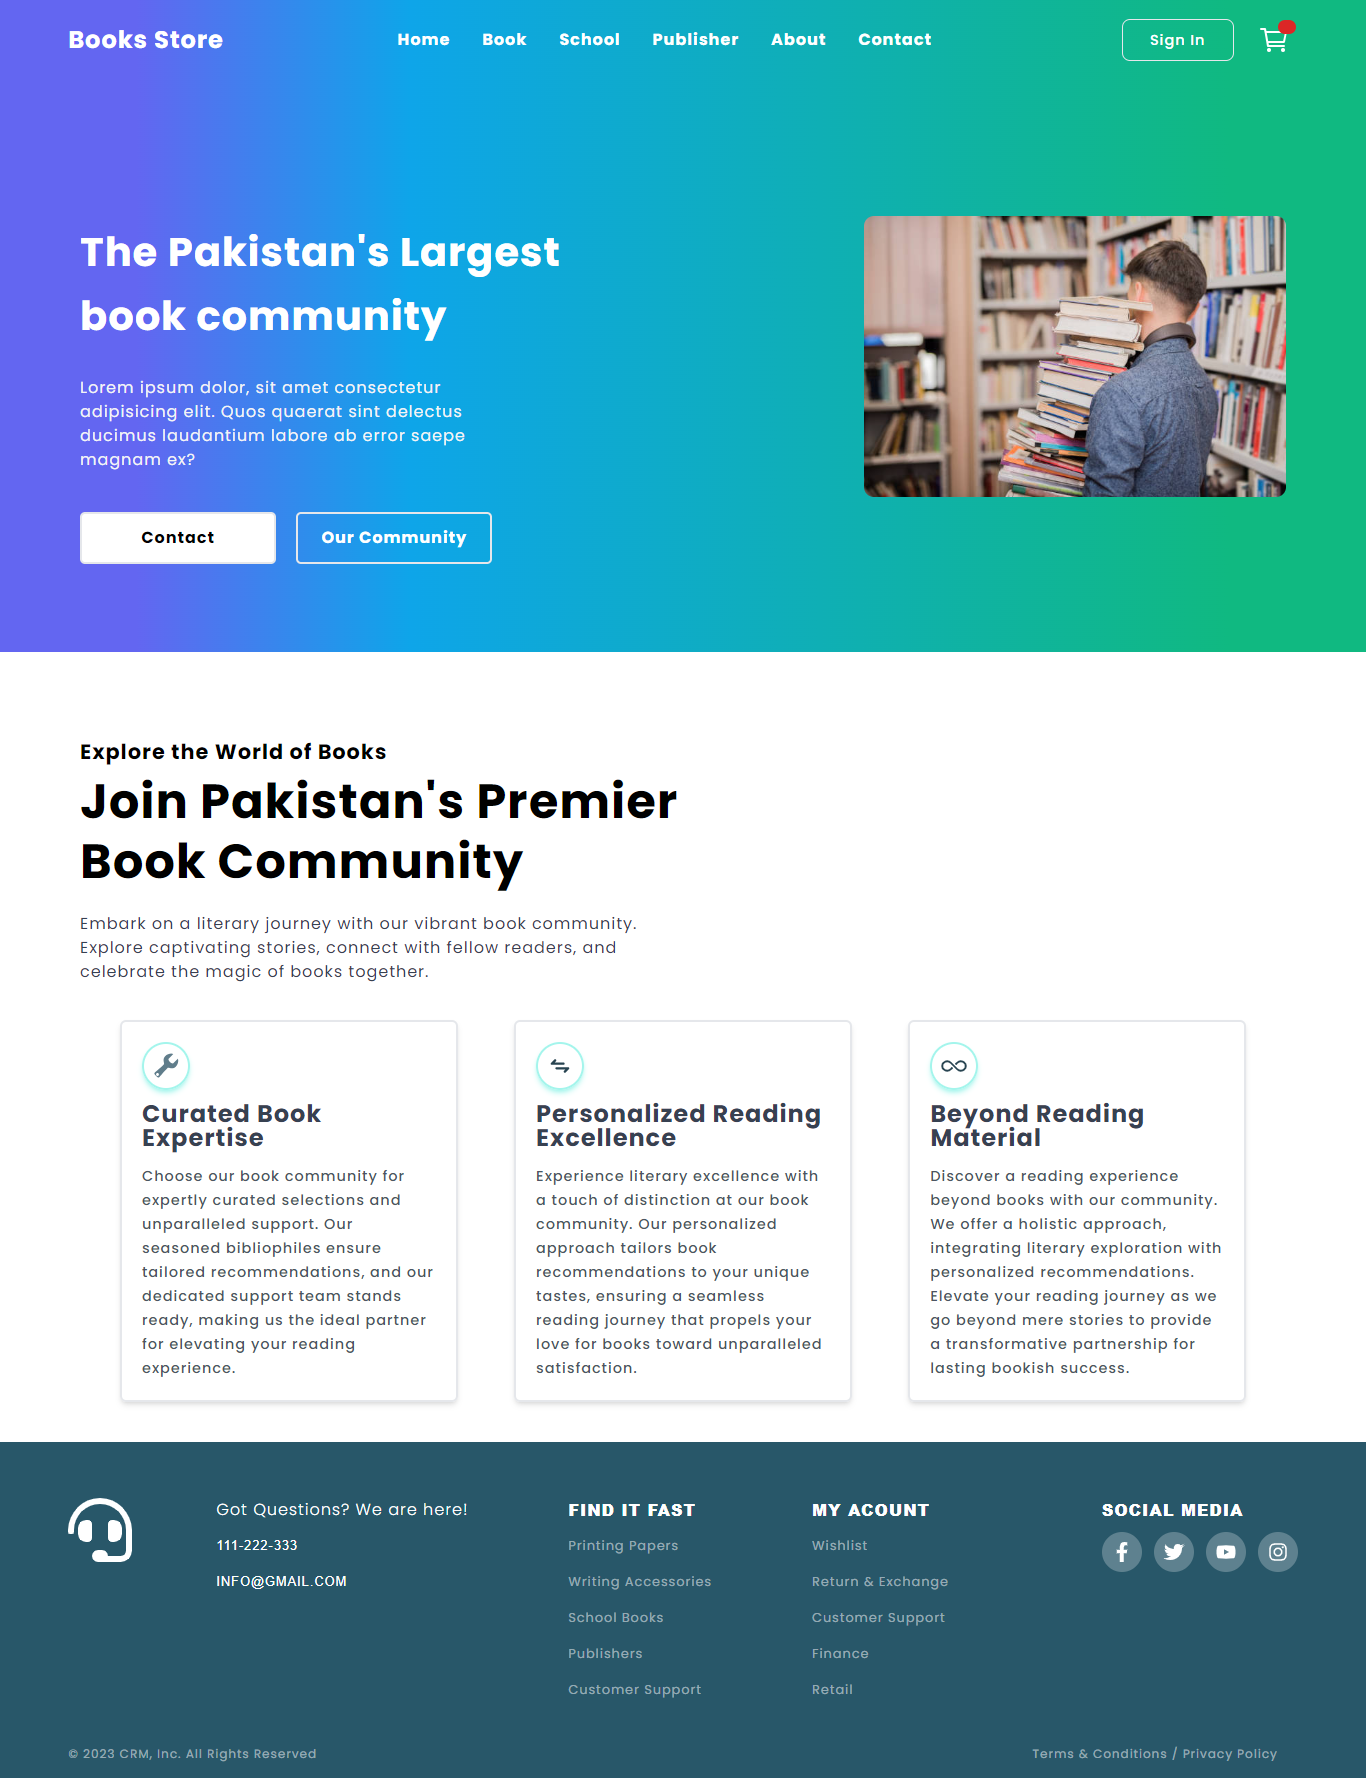 Books Store
Home Book School Publisher About Contact
Sign In
The Pakistan's Largest
book community
Lorem ipsum dolor, sit amet consectetur
adipisicing elit. Quos quaerat sint delectus
ducimus laudantium labore ab error saepe
magnam ex?
Contact
Our Community
Explore the World of Books
Join Pakistan's Premier
Book Community
Embark on a literary journey with our vibrant book community.
Explore captivating stories, connect with fellow readers, and
celebrate the magic of books together.
Curated Book
Expertise
Choose our book community for
expertly curated selections and
unparalleled support. Our
seasoned bibliophiles ensure
tailored recommendations, and our
dedicated support team stands
ready, making us the ideal partner
for elevating your reading
experience.
Personalized Reading
Excellence
Experience literary excellence with
a touch of distinction at our book
community. Our personalized
approach tailors book
recommendations to your unique
tastes, ensuring a seamless
reading journey that propels your
love for books toward unparalleled
satisfaction.
Beyond Reading
Material
Discover a reading experience
beyond books with our community.
We offer a holistic approach,
integrating literary exploration with
personalized recommendations.
Elevate your reading journey as we
go beyond mere stories to provide
a transformative partnership for
lasting bookish success.
Got Questions? We are here!
111-222-333
INFO@GMAIL.COM
FIND IT FAST
Printing Papers
Writing Accessories
School Books
Publishers
Customer Support
MY ACOUNT
Wishlist
Return & Exchange
Customer Support
Finance
Retail
SOCIAL MEDIA
© 2023 CRM, Inc. All Rights Reserved
Terms & Conditions / Privacy Policy